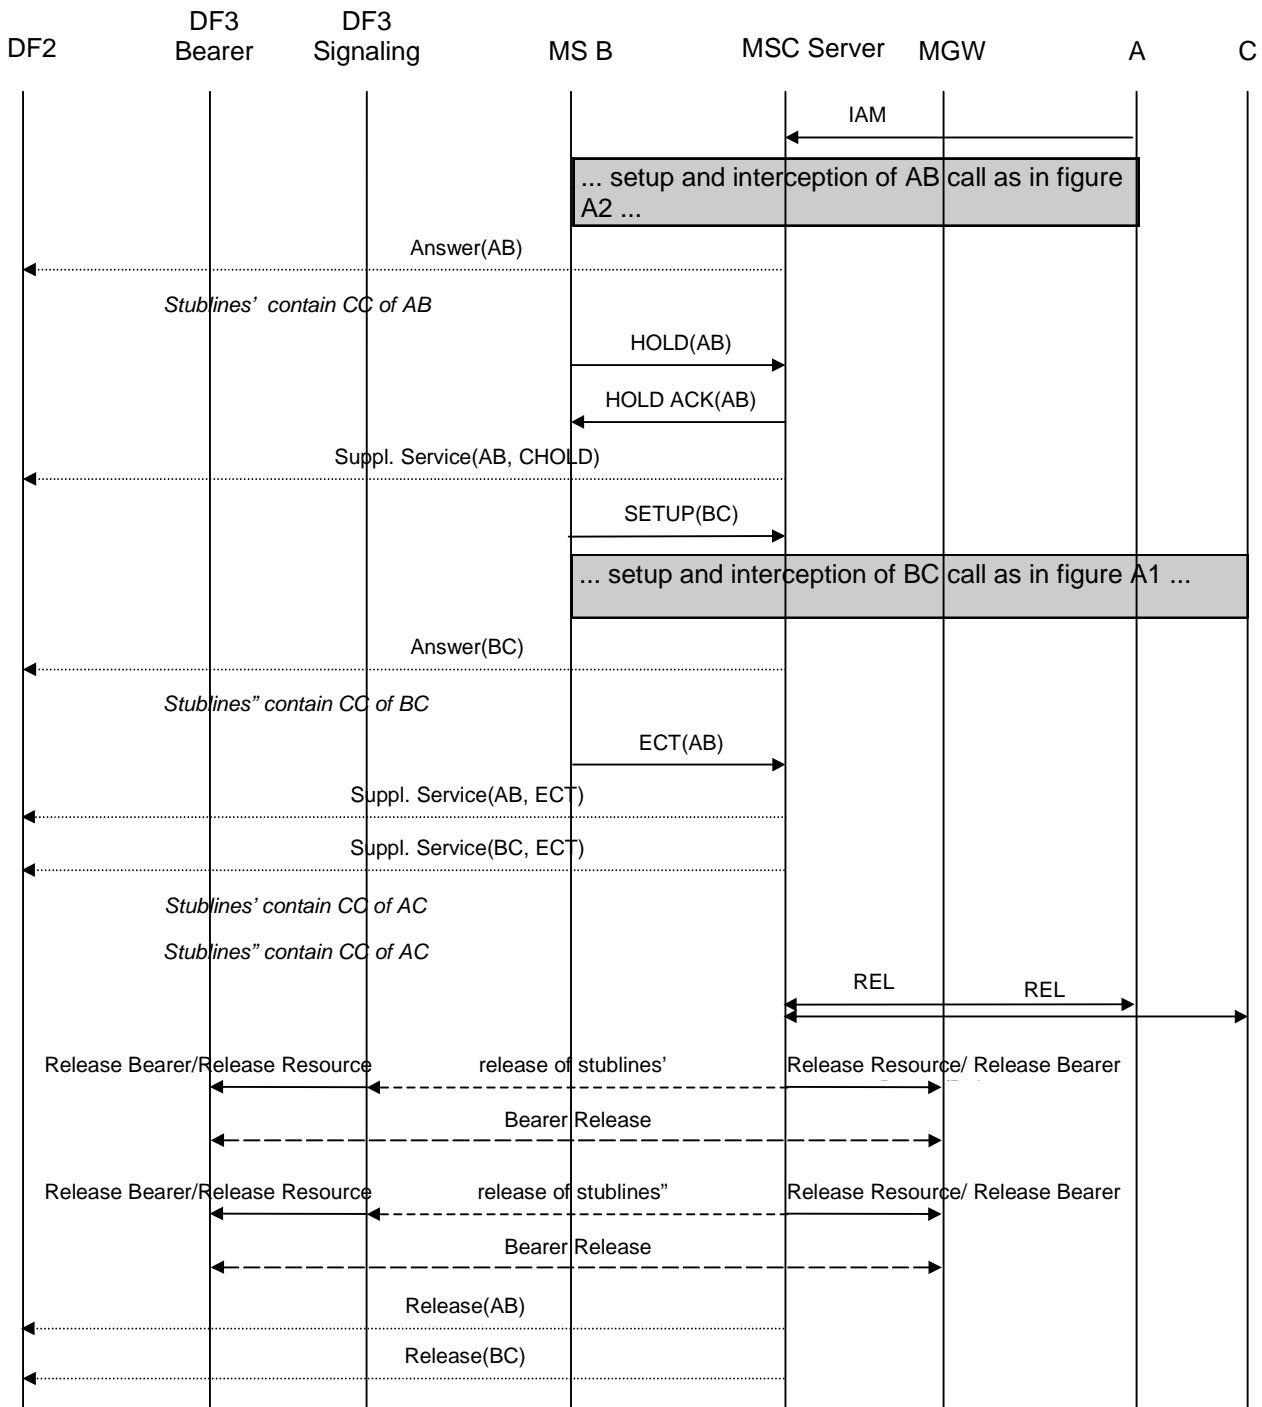 DF2
DF3
Bearer
DF3
Signaling
MS B
MSC Server
MGW
A
C
IAM
... setup and interception of AB call as in figure
A2 ...
Answer(AB)
Stublines’ contain CC of AB
HOLD(AB)
HOLD ACK(AB)
Suppl. Service(AB, CHOLD)
SETUP(BC)
... setup and interception of BC call as in figure A1 ...
Answer(BC)
Stublines” contain CC of BC
ECT(AB)
Suppl. Service(AB, ECT)
Suppl. Service(BC, ECT)
Stublines’ contain CC of AC
Stublines” contain CC of AC
REL
REL
Release Bearer/Release Resource
release of stublines’
Release Resource/ Release Bearer
Bearer Release
Release Bearer/Release Resource
release of stublines”
Release Resource/ Release Bearer
Bearer Release
Release(AB)
Release(BC)